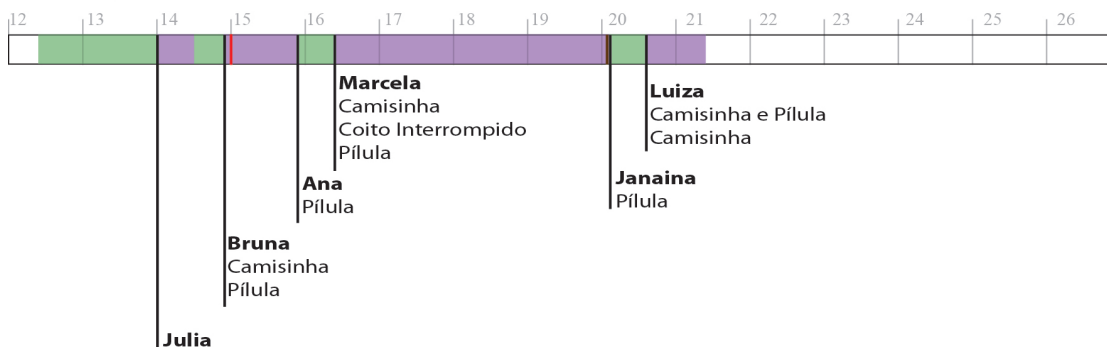 12 13 14 15 16 17 18 19 20 21 22 23 24 25 26
Marcela
Camisinha
Coito Interrompido
Pílula
Luiza
Camisinha e Pílula
Camisinha
Ana
Pílula
Janaina
Pílula
Bruna
Camisinha
Pílula
Julia